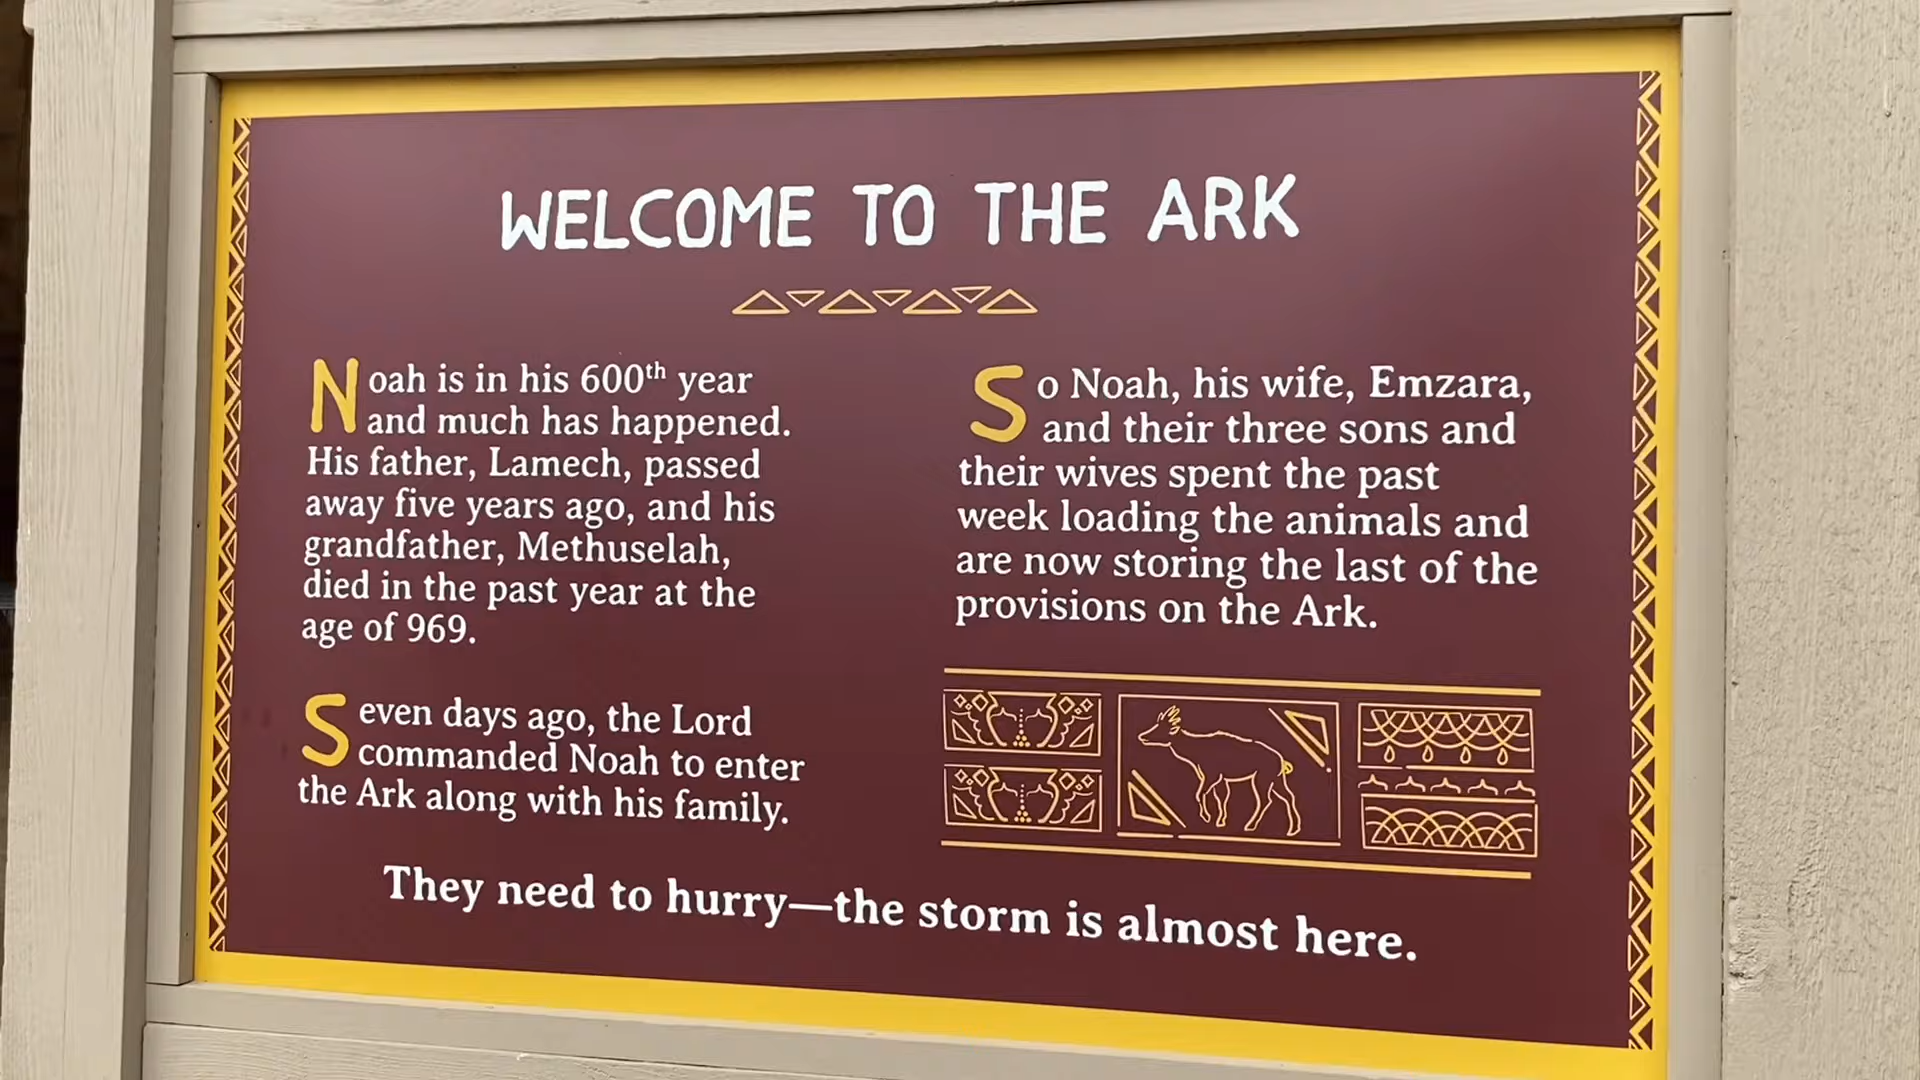 WELCOME TO THE ARK
Noah is in his 600th year
and much has happened.
His father, Lamech, passed
away five years ago, and his
grandfather, Methuselah,
died in the past year at the
age of 969.
Seven days ago, the Lord
commanded Noah to enter
the Ark along with his family.
So Noah, his wife, Emzara,
and their three sons and
their wives spent the past
week loading the animals and
are now storing the last of the
provisions on the Ark.
They need to hurry—the storm is almost here.